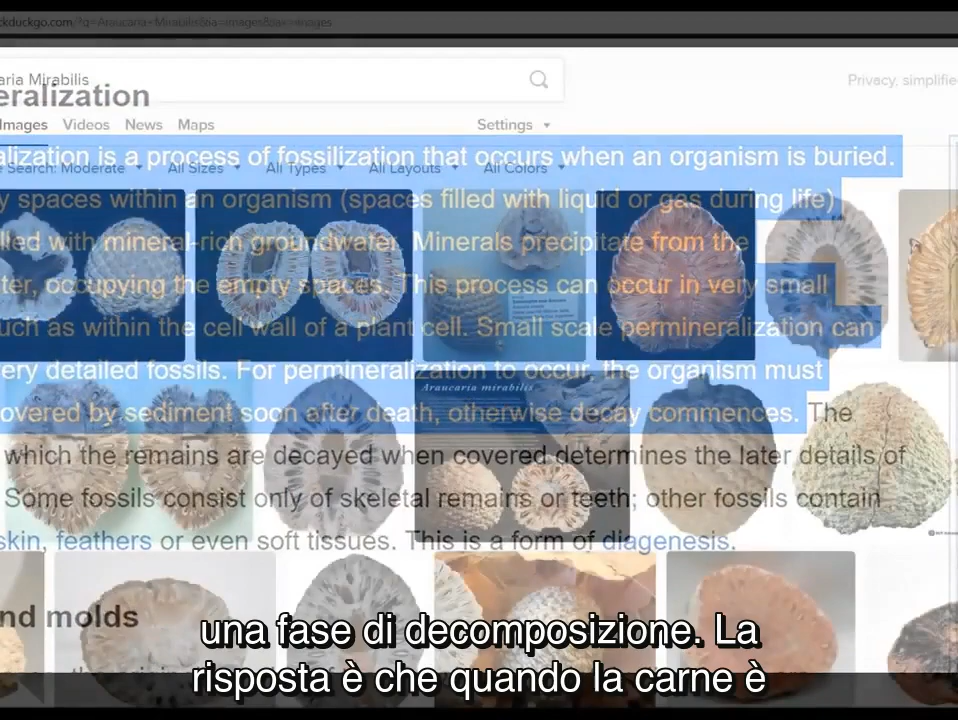 ckduckgo.com/?q=Araucaria+Mirabilis&ia=images&iax=images
aria Mirabilis
Privacy, simplifie
eralization
Images Videos News Maps Settings
alization is a process of fossilization that occurs when an organism is buried.
e Search: Moderate All Sizes All Types All Layouts All Colors
y spaces within an organism (spaces filled with liquid or gas during life)
lled with mineral-rich groundwater. Minerals precipitate from the
ter, occupying the empty spaces. This process can occur in very small
uch as within the cell wall of a plant cell. Small scale permineralization can
ery detailed fossils. For permineralization to occur, the organism must
Araucaria mirabilis
overed by sediment soon after death, otherwise decay commences. The
which the remains are decayed when covered determines the later details of
Some fossils consist only of skeletal remains or teeth; other fossils contain
skin, feathers or even soft tissues. This is a form of diagenesis.
nd molds
una fase di decomposizione. La
risposta è che quando la carne è